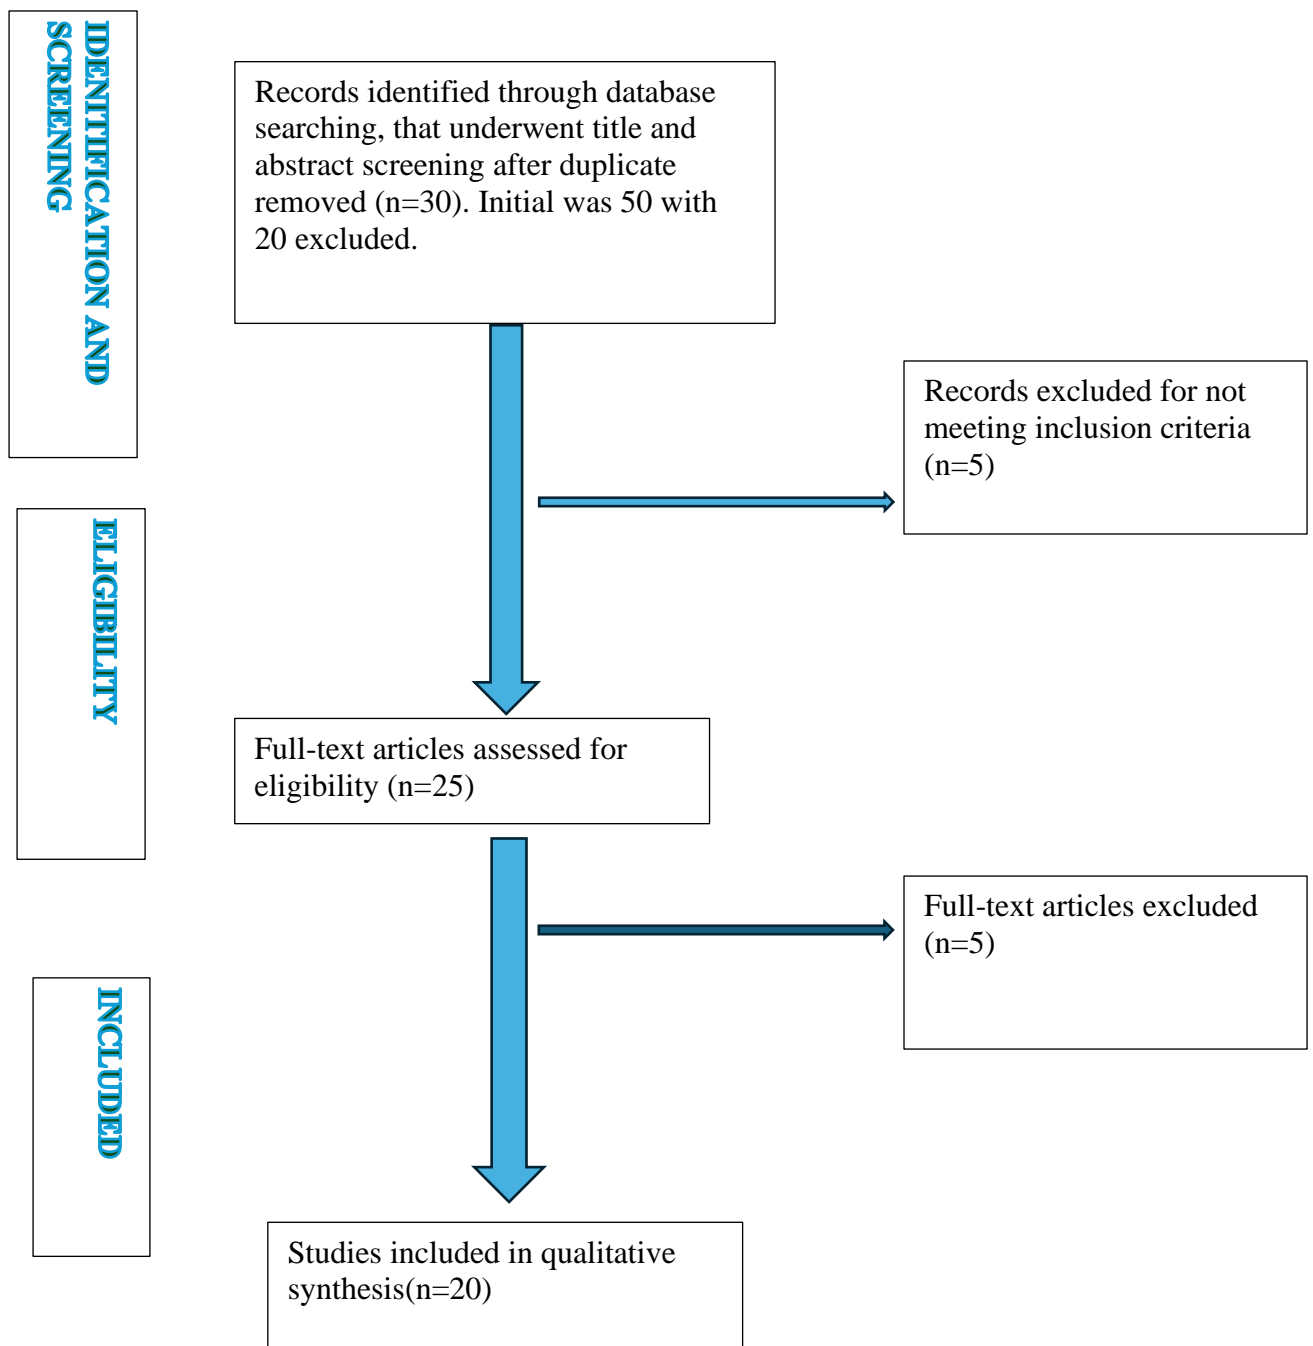 IDENITIFICATION AND
SCREENING
Records identified through database
searching, that underwent title and
abstract screening after duplicate
removed (n=30). Initial was 50 with
20 excluded.
Records excluded for not
meeting inclusion criteria
(n=5)
ELIGIBILITY
Full-text articles assessed for
eligibility (n=25)
Full-text articles excluded
(n=5)
INCLUDED
Studies included in qualitative
synthesis(n=20)